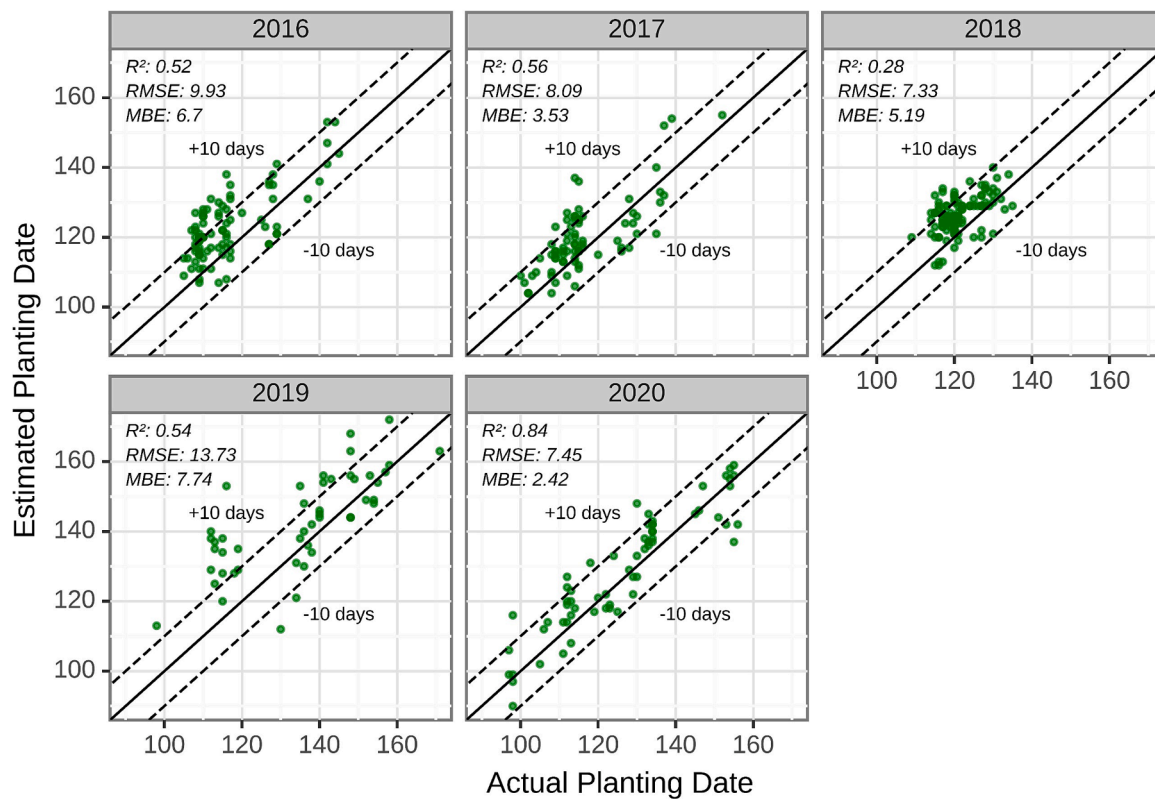 2016
2017
2018
R²: 0.52
RMSE: 9.93
MBE: 6.7
+10 days
-10 days
R²: 0.56
RMSE: 8.09
MBE: 3.53
+10 days
-10 days
R²: 0.28
RMSE: 7.33
MBE: 5.19
+10 days
-10 days
160
140
120
100
100 120 140 160
2019
2020
R²: 0.54
RMSE: 13.73
MBE: 7.74
+10 days
-10 days
R²: 0.84
RMSE: 7.45
MBE: 2.42
+10 days
-10 days
160
140
120
100
100 120 140 160
100 120 140 160
Estimated Planting Date
Actual Planting Date